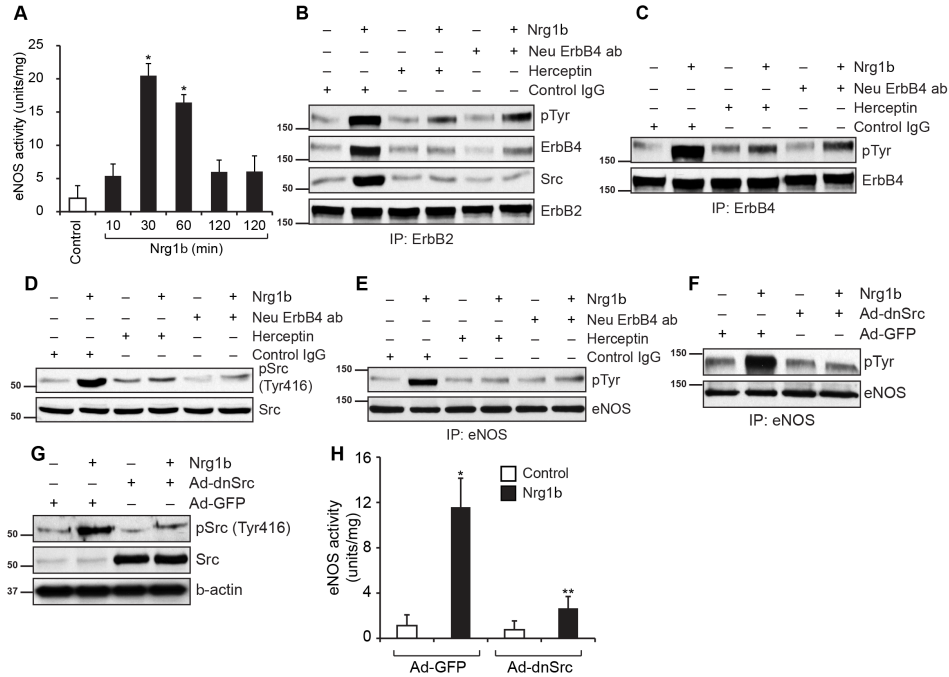 A
eNOS activity (units/mg)
25
20
15
10
5
0
*
*
Control
10 30 60 120 120
Nrg1b (min)
B
– + – + – + Nrg1b
– – – – + + Neu ErbB4 ab
– – + + – – Herceptin
+ + – – – – Control IgG
150 pTyr
150 ErbB4
50 Src
150 ErbB2
IP: ErbB2
C
– + – + – + Nrg1b
– – – – + + Neu ErbB4 ab
– – + + – – Herceptin
+ + – – – – Control IgG
150 pTyr
150 ErbB4
IP: ErbB4
D
– + – + – + Nrg1b
– – – – + + Neu ErbB4 ab
– – + + – – Herceptin
+ + – – – – Control IgG
50 pSrc
(Tyr416)
50 Src
E
– + – + – + Nrg1b
– – – – + + Neu ErbB4 ab
– – + + – – Herceptin
+ + – – – – Control IgG
150 pTyr
150 eNOS
IP: eNOS
F
– + – + Nrg1b
– – + + Ad-dnSrc
+ + – – Ad-GFP
150 pTyr
150 eNOS
IP: eNOS
G
– + – + Nrg1b
– – + + Ad-dnSrc
+ + – – Ad-GFP
50 pSrc (Tyr416)
50 Src
37 b-actin
H
eNOS activity
(units/mg)
16
12
8
4
0
*
**
Control
Nrg1b
Ad-GFP Ad-dnSrc